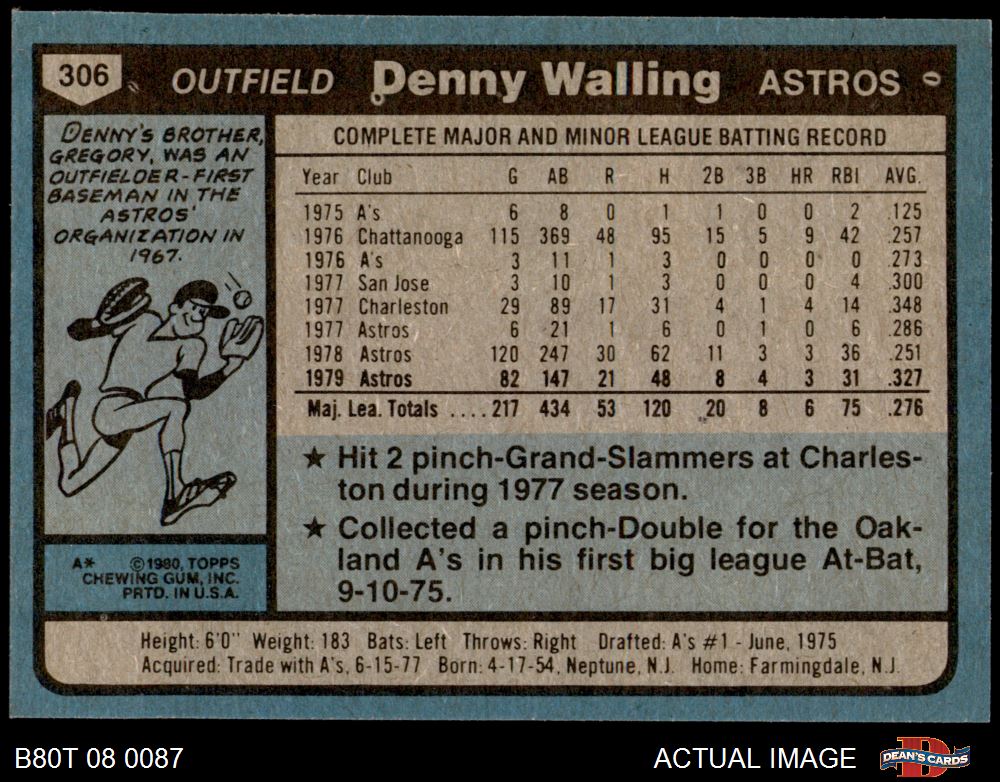 306 OUTFIELD Denny Walling ASTROS
DENNY'S BROTHER,
GREGORY, WAS AN
OUTFIELDER-FIRST
BASEMAN IN THE
ASTROS'
ORGANIZATION IN
1967.
A* ©1980, TOPPS
CHEWING GUM, INC.
PRTD. IN U.S.A.
COMPLETE MAJOR AND MINOR LEAGUE BATTING RECORD
Year Club G AB R H 2B 3B HR RBI AVG.
1975 A's 6 8 0 1 1 0 0 2 .125
1976 Chattanooga 115 369 48 95 15 5 9 42 .257
1976 A's 3 11 1 3 0 0 0 0 .273
1977 San Jose 3 10 1 3 0 0 0 4 .300
1977 Charleston 29 89 17 31 4 1 4 14 .348
1977 Astros 6 21 1 6 0 1 0 6 .286
1978 Astros 120 247 30 62 11 3 3 36 .251
1979 Astros 82 147 21 48 8 4 3 31 .327
Maj. Lea. Totals ....217 434 53 120 20 8 6 75 .276
★ Hit 2 pinch-Grand-Slammers at Charles-
ton during 1977 season.
★ Collected a pinch-Double for the Oak-
land A's in his first big league At-Bat,
9-10-75.
Height: 6'0" Weight: 183 Bats: Left Throws: Right Drafted: A's #1 - June, 1975
Acquired: Trade with A's, 6-15-77 Born: 4-17-54, Neptune, N.J. Home: Farmingdale, N.J.
B80T 08 0087 ACTUAL IMAGE DEAN'S CARDS